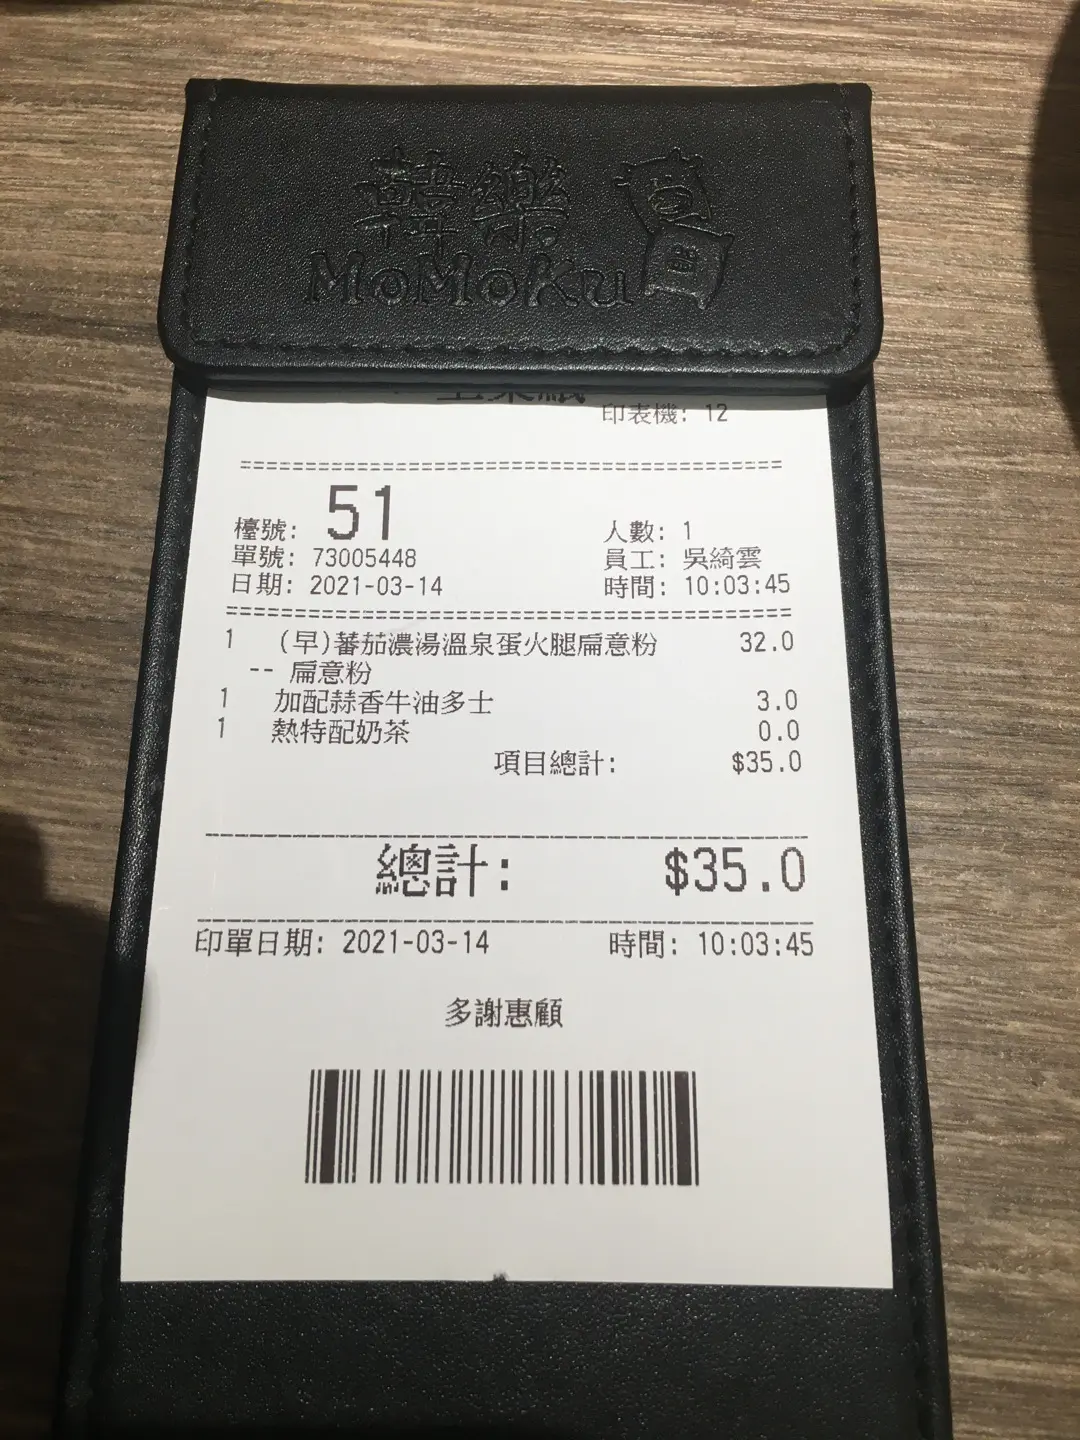 韓樂
MoMoKu
印表機: 12
檯號: 51
人數: 1
單號: 73005448
員工: 吳綺雲
日期: 2021-03-14
時間: 10:03:45
1 (早)蕃茄濃湯溫泉蛋火腿扁意粉 32.0
-- 扁意粉
1 加配蒜香牛油多士 3.0
1 熱特配奶茶 0.0
項目總計: $35.0
總計: $35.0
印單日期: 2021-03-14 時間: 10:03:45
多謝惠顧